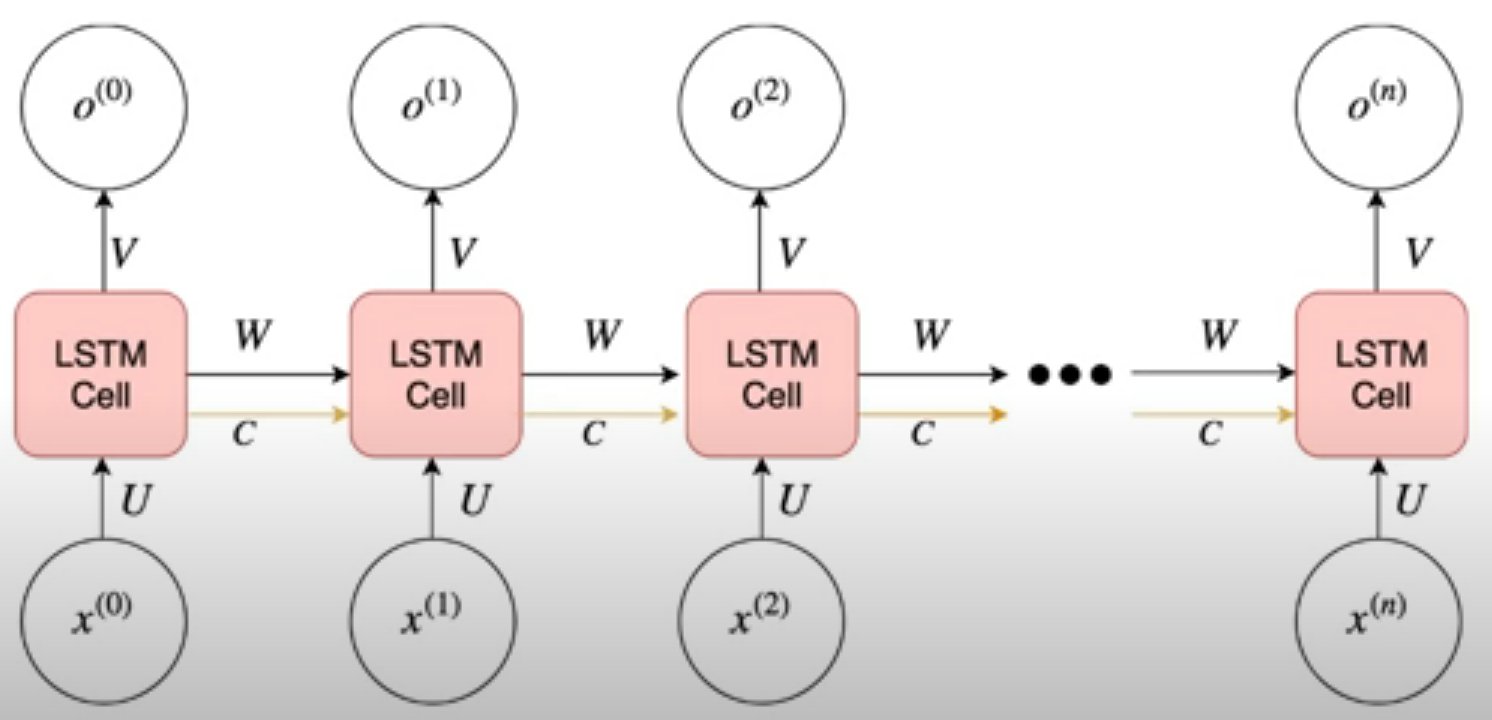 o^(0) o^(1) o^(2) o^(n)
V V V V
W W W W
LSTM LSTM LSTM LSTM
Cell Cell Cell Cell
C C C C
U U U U
x^(0) x^(1) x^(2) x^(n)